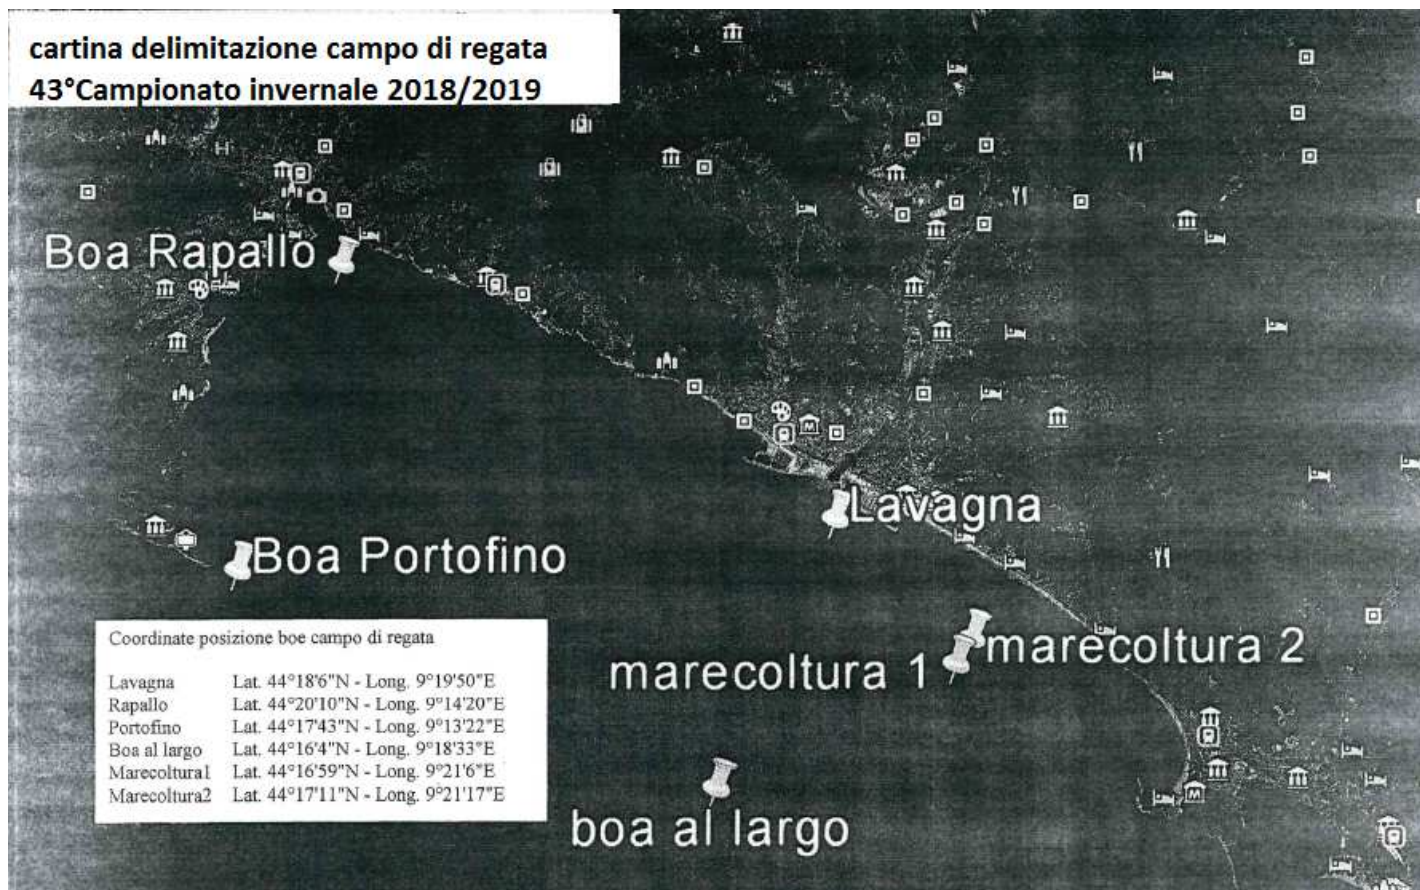 cartina delimitazione campo di regata
43°Campionato invernale 2018/2019
Boa Rapallo
Lavagna
Boa Portofino
marecoltura 2
marecoltura 1
boa al largo
Coordinate posizione boe campo di regata
Lavagna Lat. 44°18'6"N - Long. 9°19'50"E
Rapallo Lat. 44°20'10"N - Long. 9°14'20"E
Portofino Lat. 44°17'43"N - Long. 9°13'22"E
Boa al largo Lat. 44°16'4"N - Long. 9°18'33"E
Marecoltura1 Lat. 44°16'59"N - Long. 9°21'6"E
Marecoltura2 Lat. 44°17'11"N - Long. 9°21'17"E